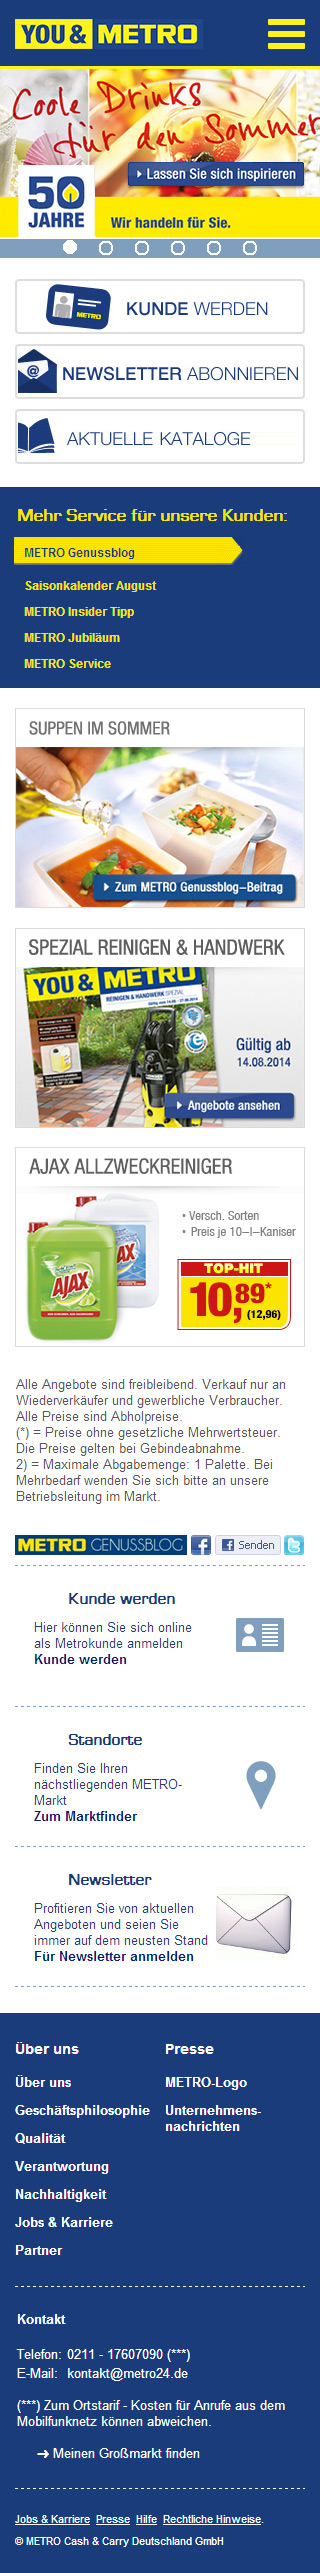 YOU & METRO
Coole Drinks
für den Sommer
Lassen Sie sich inspirieren
50
JAHRE
Wir handeln für Sie.
METRO
KUNDE WERDEN
@
NEWSLETTER ABONNIEREN
AKTUELLE KATALOGE
Mehr Service für unsere Kunden:
METRO Genussblog
Saisonkalender August
METRO Insider Tipp
METRO Jubiläum
METRO Service
SUPPEN IM SOMMER
Zum METRO Genussblog-Beitrag
SPEZIAL REINIGEN & HANDWERK
YOU & METRO
REINIGEN & HANDWERK SPEZIAL
Gültig ab
14.08.2014
Angebote ansehen
AJAX ALLZWECKREINIGER
• Versch. Sorten
• Preis je 10-l-Kaniser
AJAX
TOP-HIT
10,89*
(12,96)
Alle Angebote sind freibleibend. Verkauf nur an
Wiederverkäufer und gewerbliche Verbraucher.
Alle Preise sind Abholpreise.
(*) = Preise ohne gesetzliche Mehrwertsteuer.
Die Preise gelten bei Gebindeabnahme.
2) = Maximale Abgabemenge: 1 Palette. Bei
Mehrbedarf wenden Sie sich bitte an unsere
Betriebsleitung im Markt.
METRO GENUSSBLOG f f Senden t
Kunde werden
Hier können Sie sich online
als Metrokunde anmelden
Kunde werden
Standorte
Finden Sie Ihren
nächstliegenden METRO-
Markt
Zum Marktfinder
Newsletter
Profitieren Sie von aktuellen
Angeboten und seien Sie
immer auf dem neusten Stand
Für Newsletter anmelden
Über uns
Über uns
Geschäftsphilosophie
Qualität
Verantwortung
Nachhaltigkeit
Jobs & Karriere
Partner
Presse
METRO-Logo
Unternehmens-
nachrichten
Kontakt
Telefon: 0211 - 17607090 (***)
E-Mail: kontakt@metro24.de
(***) Zum Ortstarif - Kosten für Anrufe aus dem
Mobilfunknetz können abweichen.
➔ Meinen Großmarkt finden
Jobs & Karriere Presse Hilfe Rechtliche Hinweise.
© METRO Cash & Carry Deutschland GmbH